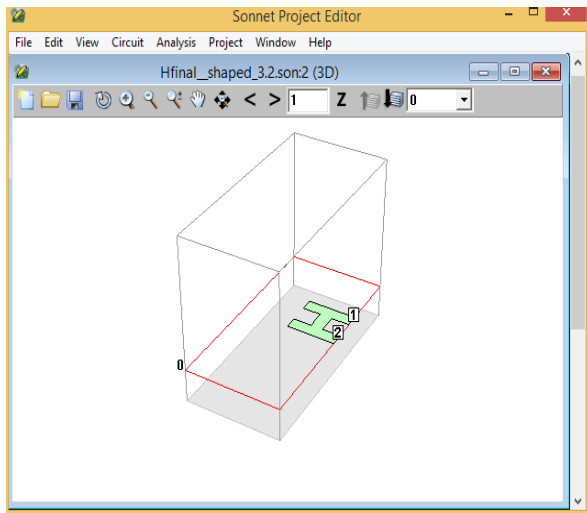 Sonnet Project Editor
File Edit View Circuit Analysis Project Window Help
Hfinal__shaped_3.2.son:2 (3D)
< > 1 Z 0
1
2
0